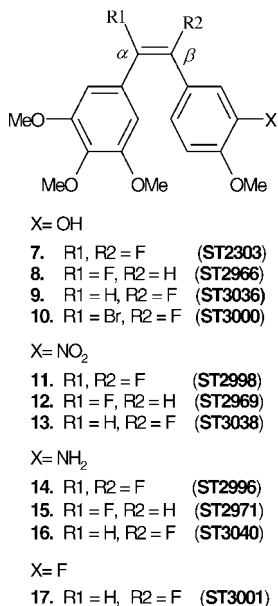 R1 R2
α β
MeO X
MeO OMe OMe
X= OH
7. R1, R2 = F (ST2303)
8. R1 = F, R2 = H (ST2966)
9. R1 = H, R2 = F (ST3036)
10. R1 = Br, R2 = F (ST3000)
X= NO₂
11. R1, R2 = F (ST2998)
12. R1 = F, R2 = H (ST2969)
13. R1 = H, R2 = F (ST3038)
X= NH₂
14. R1, R2 = F (ST2996)
15. R1 = F, R2 = H (ST2971)
16. R1 = H, R2 = F (ST3040)
X= F
17. R1 = H, R2 = F (ST3001)